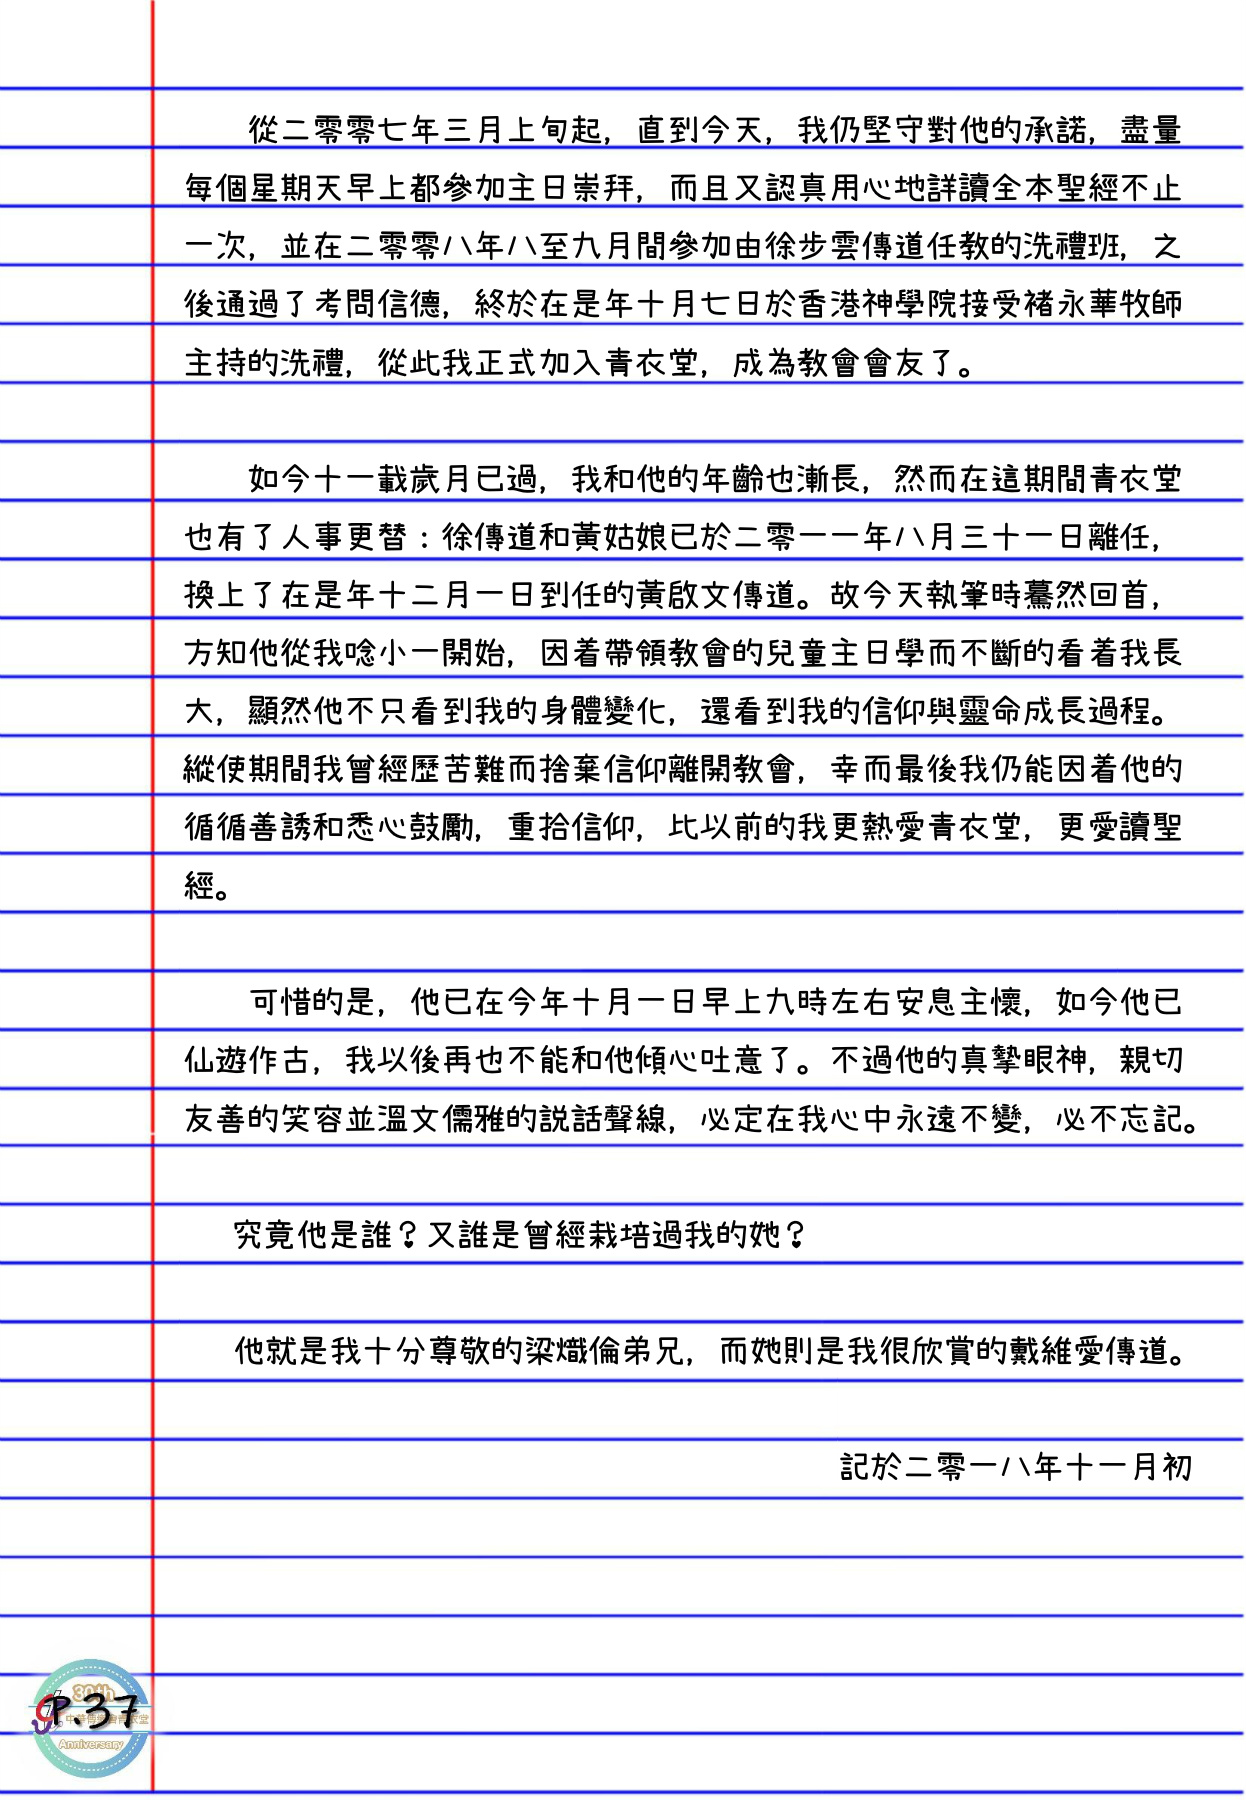 從二零零七年三月上旬起，直到今天，我仍堅守對他的承諾，盡量
每個星期天早上都參加主日崇拜，而且又認真用心地詳讀全本聖經不止
一次，並在二零零八年八至九月間參加由徐步雲傳道任教的洗禮班，之
後通過了考問信德，終於在是年十月七日於香港神學院接受褚永華牧師
主持的洗禮，從此我正式加入青衣堂，成為教會會友了。
如今十一載歲月已過，我和他的年齡也漸長，然而在這期間青衣堂
也有了人事更替：徐傳道和黃姑娘已於二零一一年八月三十一日離任，
換上了在是年十二月一日到任的黃啟文傳道。故今天執筆時驀然回首，
方知他從我唸小一開始，因着帶領教會的兒童主日學而不斷的看着我長
大，顯然他不只看到我的身體變化，還看到我的信仰與靈命成長過程。
縱使期間我曾經歷苦難而捨棄信仰離開教會，幸而最後我仍能因着他的
循循善誘和悉心鼓勵，重拾信仰，比以前的我更熱愛青衣堂，更愛讀聖
經。
可惜的是，他已在今年十月一日早上九時左右安息主懷，如今他已
仙遊作古，我以後再也不能和他傾心吐意了。不過他的真摯眼神，親切
友善的笑容並溫文儒雅的説話聲線，必定在我心中永遠不變，必不忘記。
究竟他是誰？又誰是曾經栽培過我的她？
他就是我十分尊敬的梁熾倫弟兄，而她則是我很欣賞的戴維愛傳道。
記於二零一八年十一月初
30th
P.37
Anniversary